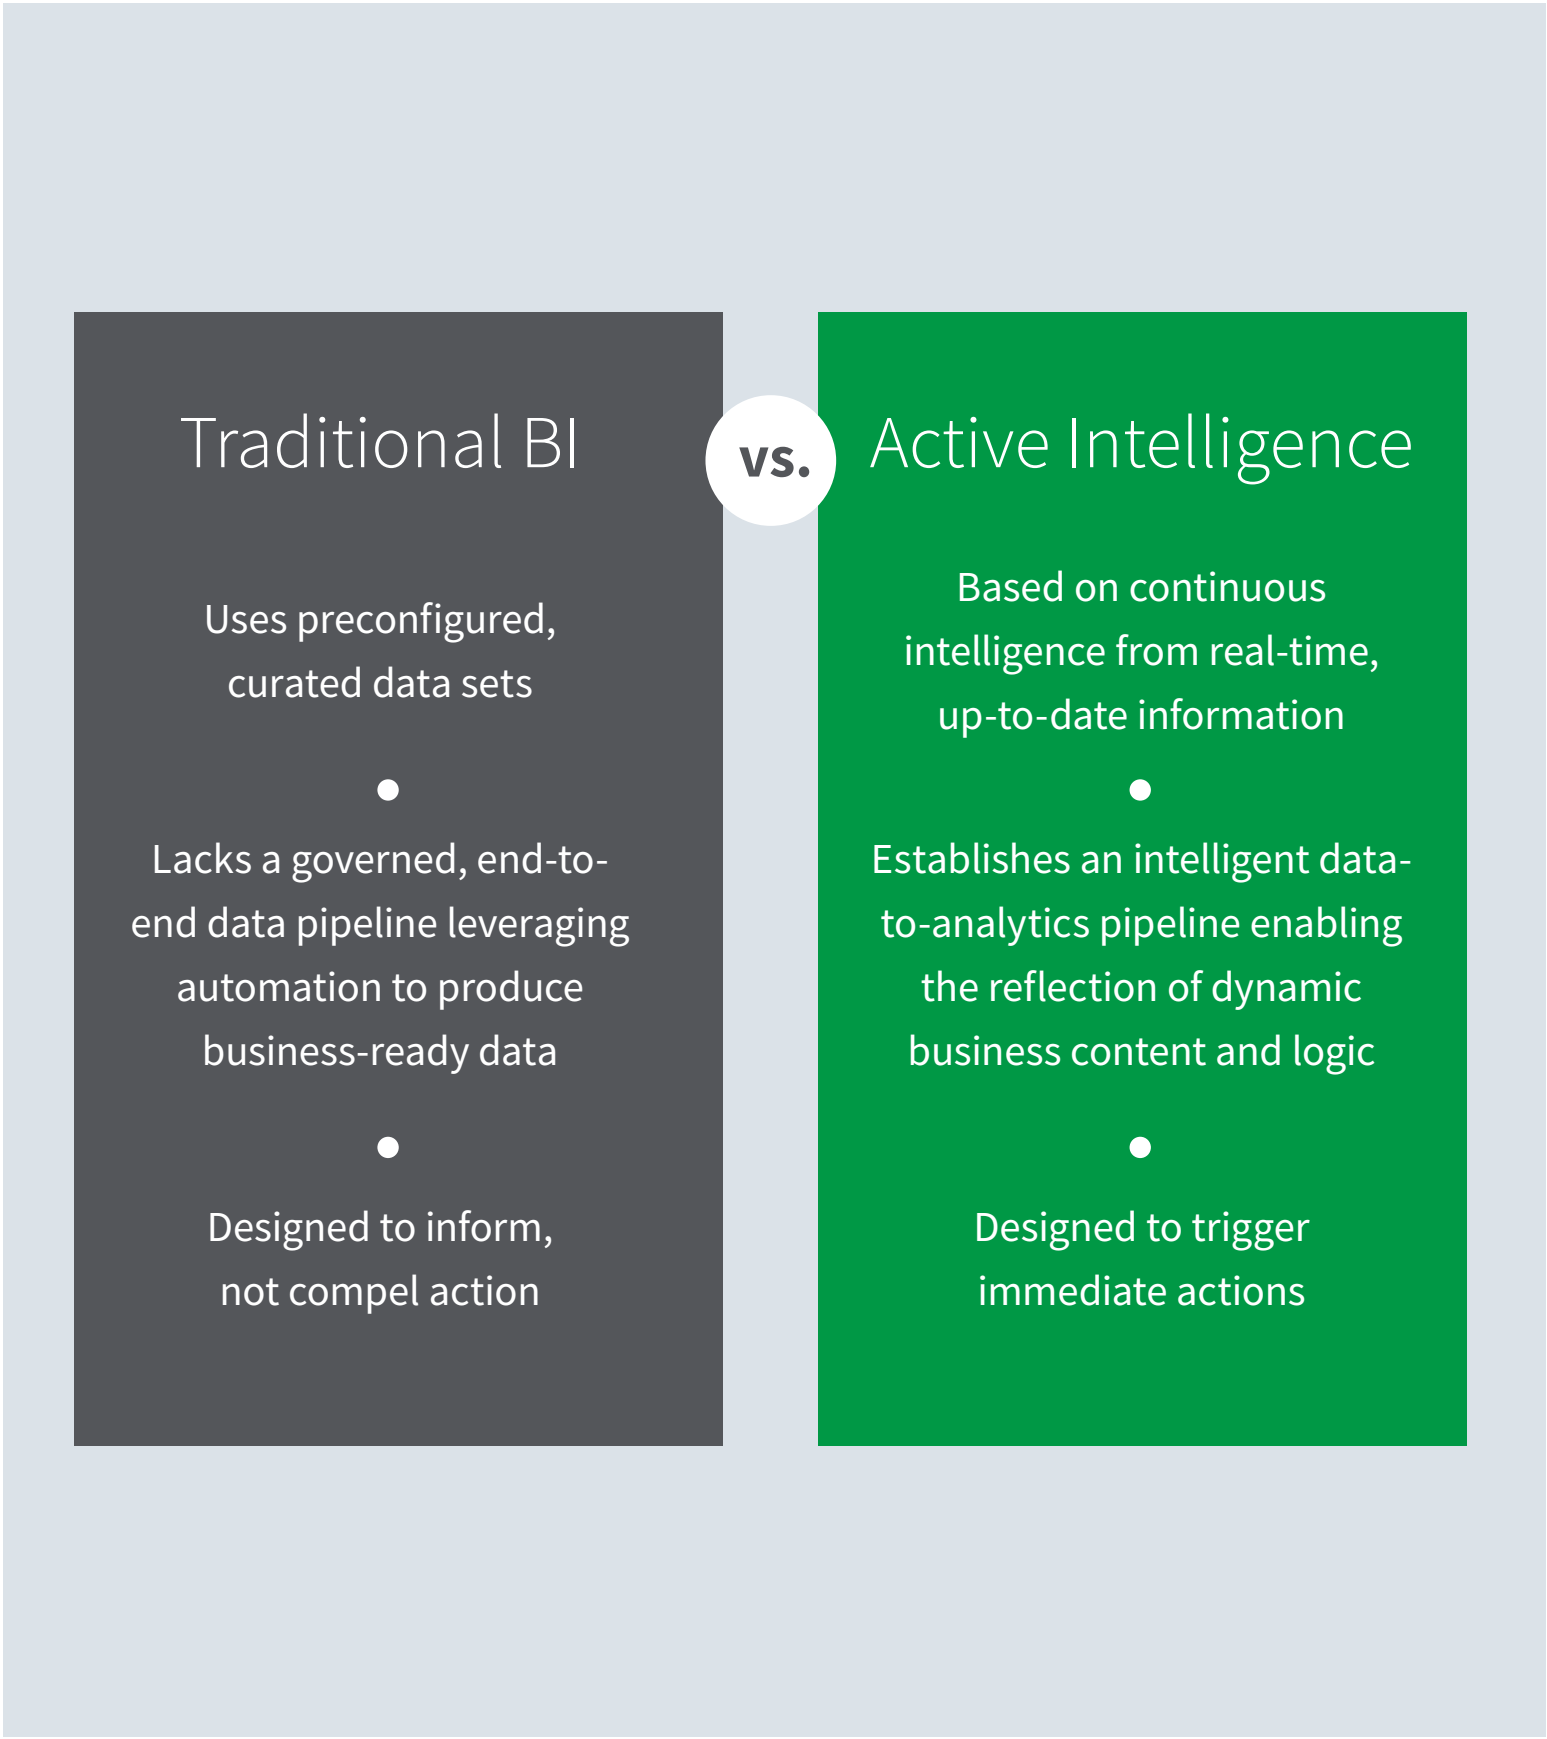 Traditional BI
Uses preconfigured,
curated data sets
Lacks a governed, end-to-
end data pipeline leveraging
automation to produce
business-ready data
Designed to inform,
not compel action
vs.
Active Intelligence
Based on continuous
intelligence from real-time,
up-to-date information
Establishes an intelligent data-
to-analytics pipeline enabling
the reflection of dynamic
business content and logic
Designed to trigger
immediate actions